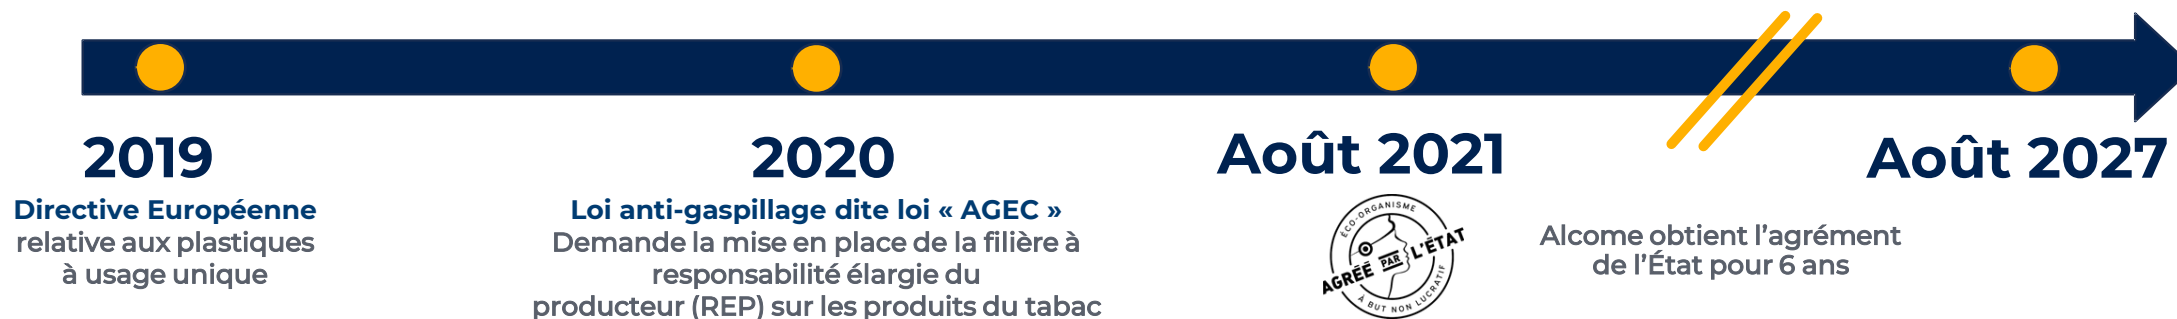 2019
Directive Européenne
relative aux plastiques
à usage unique
2020
Loi anti-gaspillage dite loi « AGEC »
Demande la mise en place de la filière à
responsabilité élargie du
producteur (REP) sur les produits du tabac
Août 2021
ÉCO-ORGANISME
AGRÉÉ PAR L'ÉTAT
À BUT NON LUCRATIF
Alcome obtient l’agrément
de l’État pour 6 ans
Août 2027